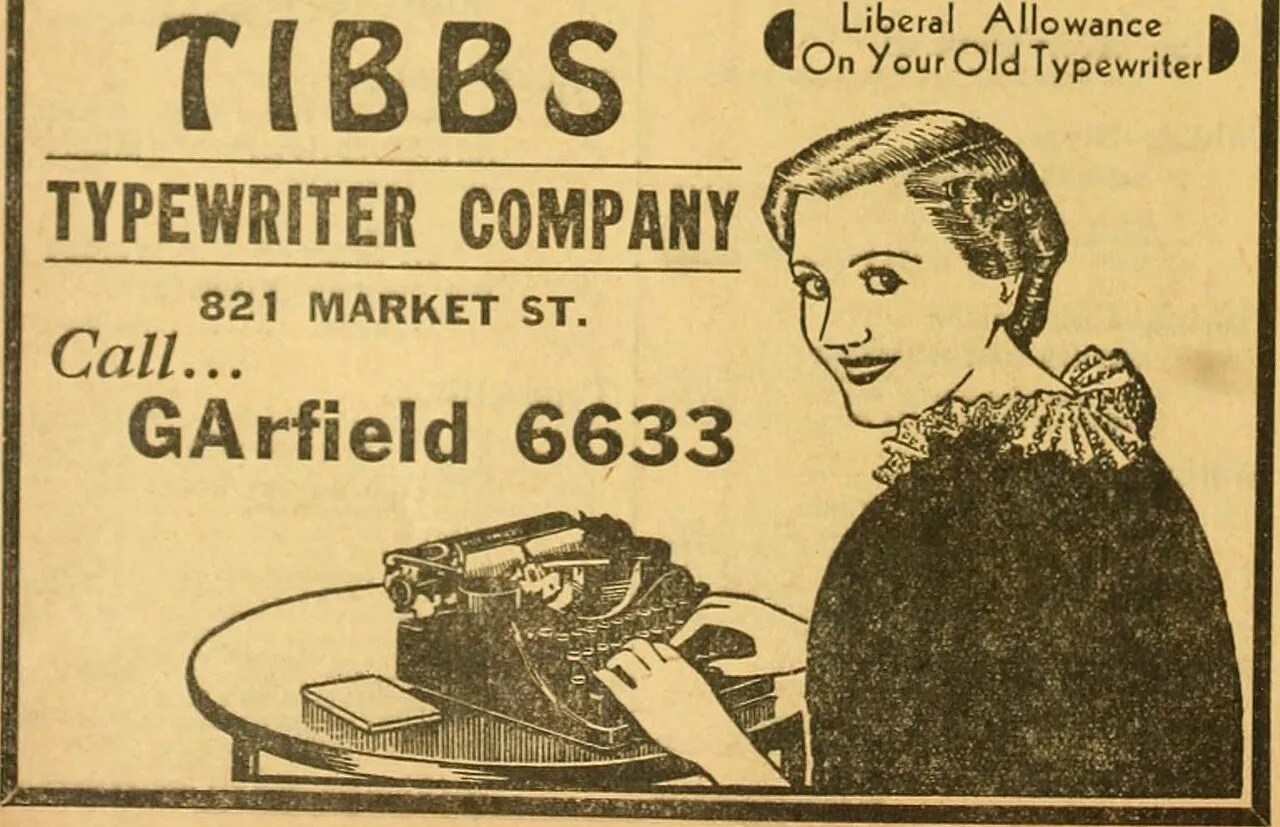 TIBBS
TYPEWRITER COMPANY
821 MARKET ST.
Call...
GArfield 6633
Liberal Allowance
On Your Old Typewriter